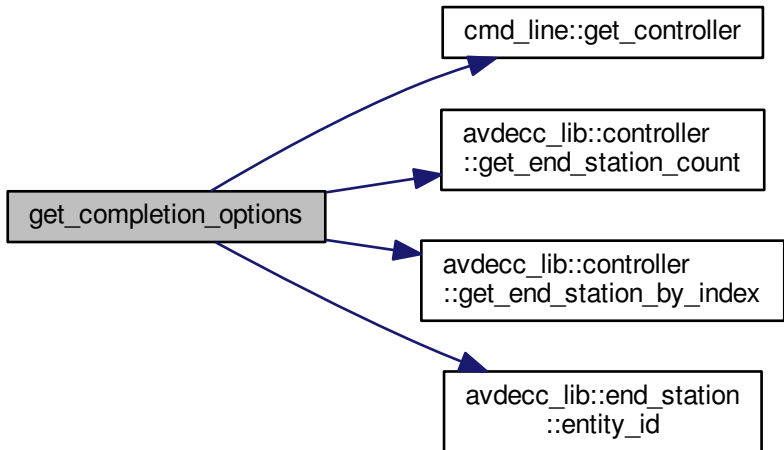 cmd_line::get_controller
avdecc_lib::controller
::get_end_station_count
get_completion_options
avdecc_lib::controller
::get_end_station_by_index
avdecc_lib::end_station
::entity_id